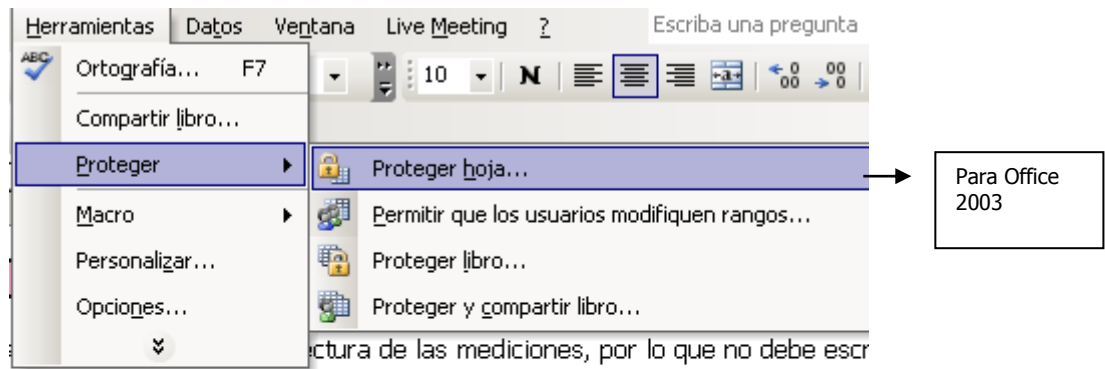 Herramientas Datos Ventana Live Meeting ? Escriba una pregunta
ABC Ortografía... F7
10 N
Compartir libro...
Proteger
Proteger hoja...
Para Office
2003
Macro
Permitir que los usuarios modifiquen rangos...
Personalizar...
Proteger libro...
Opciones...
Proteger y compartir libro...
de las mediciones, por lo que no debe